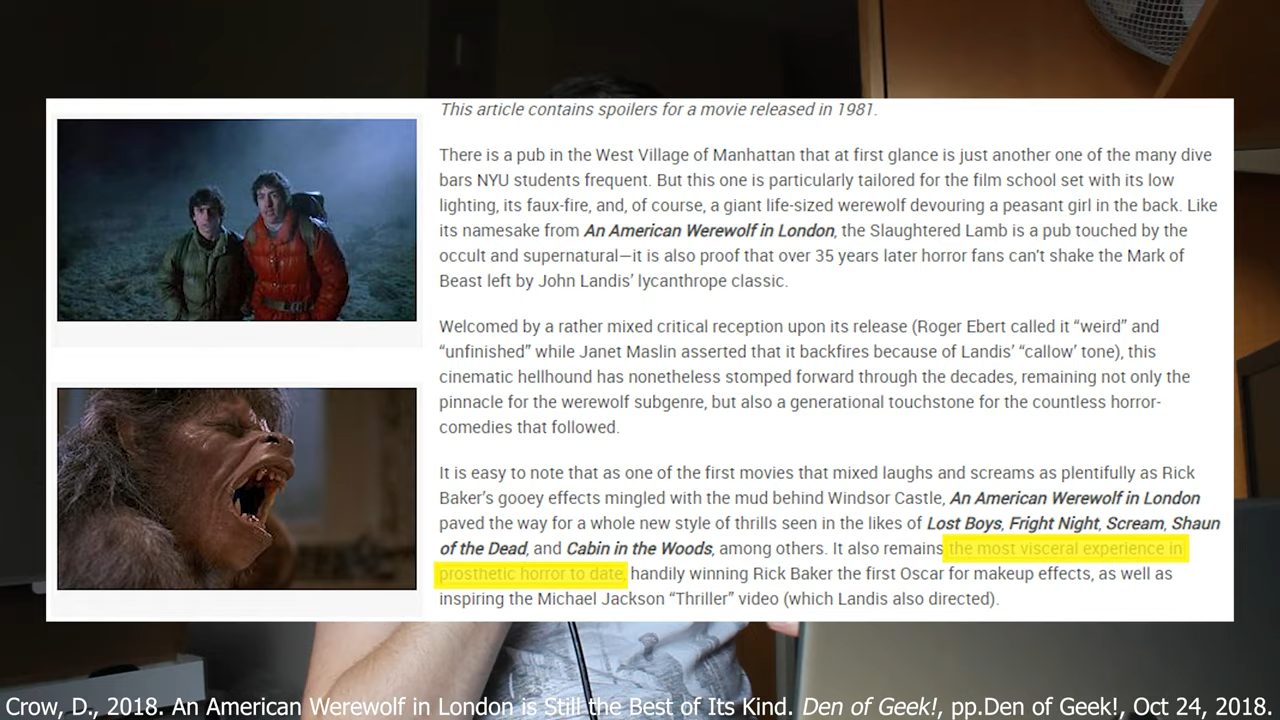 This article contains spoilers for a movie released in 1981.
There is a pub in the West Village of Manhattan that at first glance is just another one of the many dive
bars NYU students frequent. But this one is particularly tailored for the film school set with its low
lighting, its faux-fire, and, of course, a giant life-sized werewolf devouring a peasant girl in the back. Like
its namesake from An American Werewolf in London, the Slaughtered Lamb is a pub touched by the
occult and supernatural—it is also proof that over 35 years later horror fans can't shake the Mark of
Beast left by John Landis’ lycanthrope classic.
Welcomed by a rather mixed critical reception upon its release (Roger Ebert called it “weird” and
“unfinished” while Janet Maslin asserted that it backfires because of Landis’ “callow’ tone), this
cinematic hellhound has nonetheless stomped forward through the decades, remaining not only the
pinnacle for the werewolf subgenre, but also a generational touchstone for the countless horror-
comedies that followed.
It is easy to note that as one of the first movies that mixed laughs and screams as plentifully as Rick
Baker’s gooey effects mingled with the mud behind Windsor Castle, An American Werewolf in London
paved the way for a whole new style of thrills seen in the likes of Lost Boys, Fright Night, Scream, Shaun
of the Dead, and Cabin in the Woods, among others. It also remains the most visceral experience in
prosthetic horror to date, handily winning Rick Baker the first Oscar for makeup effects, as well as
inspiring the Michael Jackson “Thriller” video (which Landis also directed).
Crow, D., 2018. An American Werewolf in London is Still the Best of Its Kind. Den of Geek!, pp.Den of Geek!, Oct 24, 2018.